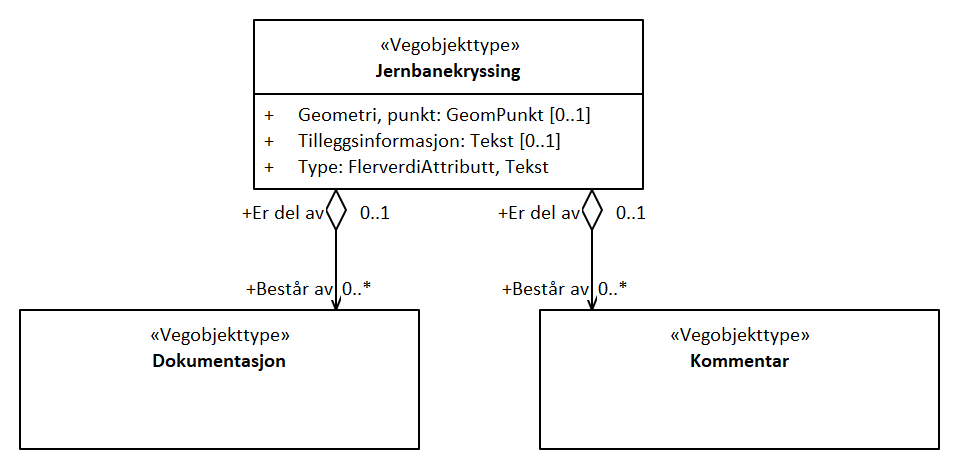 «Vegobjekttype»
Jernbanekryssing
+ Geometri, punkt: GeomPunkt [0..1]
+ Tilleggsinformasjon: Tekst [0..1]
+ Type: FlerverdiAttributt, Tekst
+Er del av 0..1
+Er del av 0..1
+Består av 0..*
+Består av 0..*
«Vegobjekttype»
Dokumentasjon
«Vegobjekttype»
Kommentar